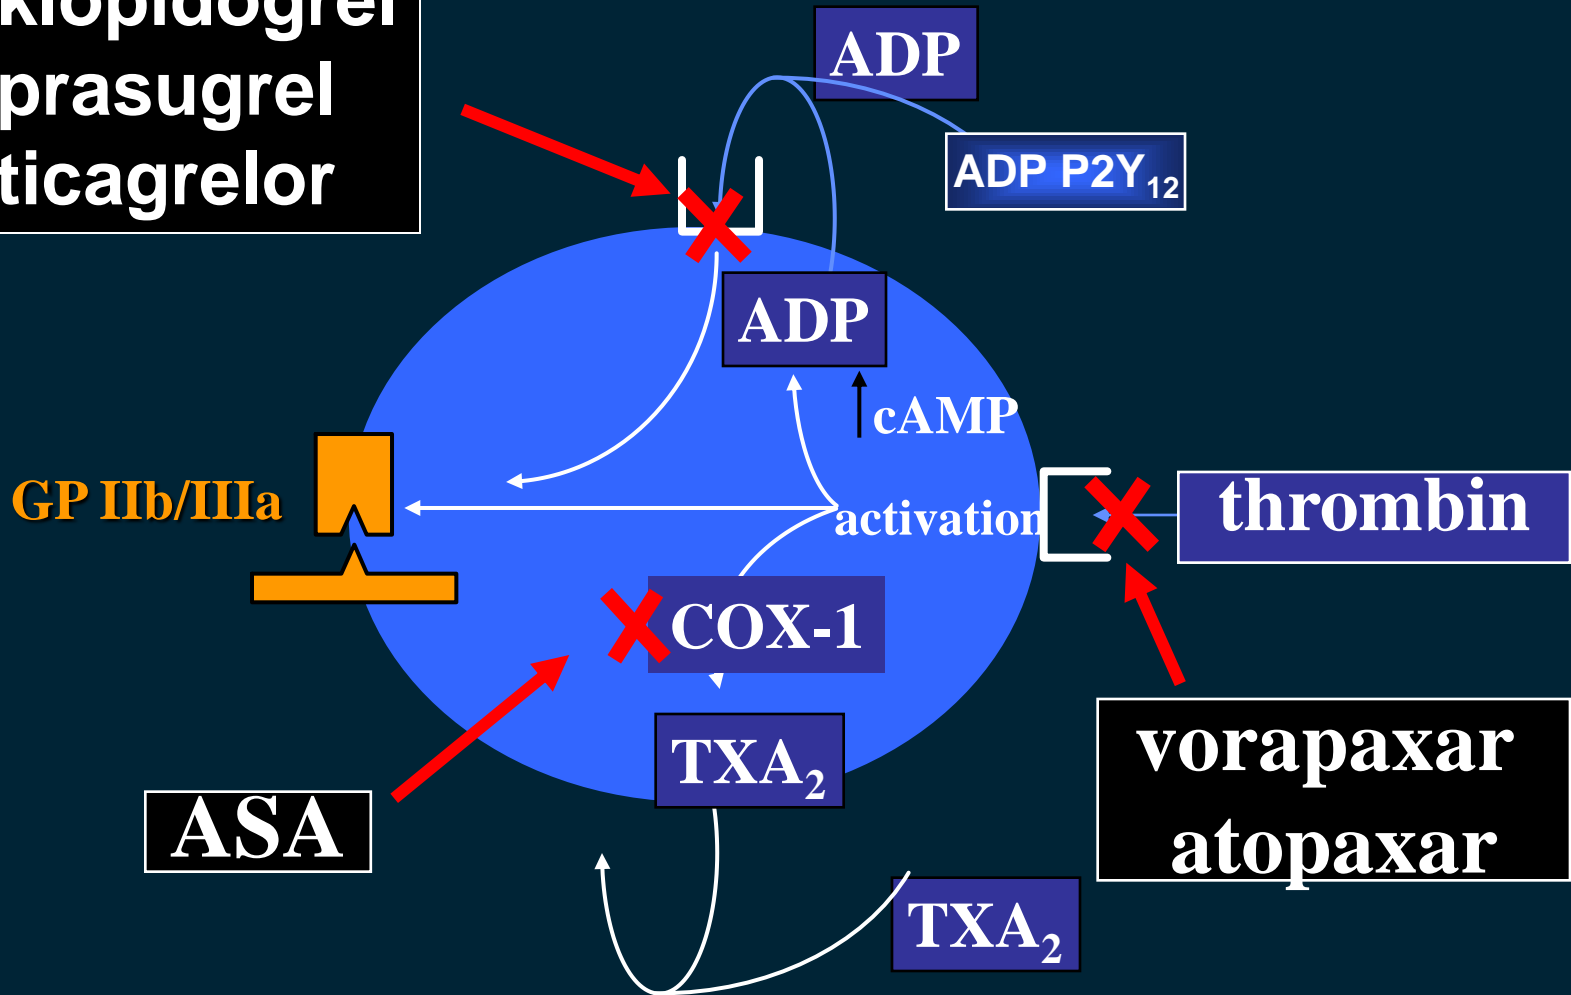 klopidogrel
prasugrel
ticagrelor
ADP
ADP P2Y₁₂
ADP
cAMP
GP IIb/IIIa
activation
thrombin
COX-1
TXA₂
vorapaxar
atopaxar
ASA
TXA₂